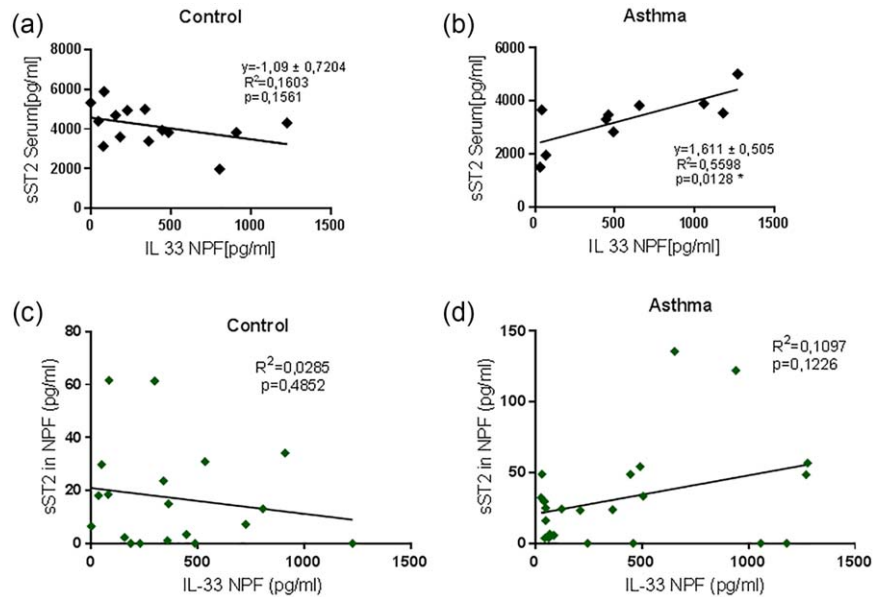 (a)
Control
sST2 Serum[pg/ml]
8000
6000
4000
2000
0
0
500
1000
1500
IL 33 NPF[pg/ml]
y=-1,09 ± 0,7204
R²=0,1603
p=0,1561
(b)
Asthma
sST2 Serum[pg/ml]
6000
4000
2000
0
0
500
1000
1500
IL 33 NPF[pg/ml]
y=1,611 ± 0,505
R²=0,5598
p=0,0128 *
(c)
Control
sST2 in NPF (pg/ml)
80
60
40
20
0
0
500
1000
1500
IL-33 NPF (pg/ml)
R²=0,0285
p=0,4852
(d)
Asthma
sST2 in NPF (pg/ml)
150
100
50
0
0
500
1000
1500
IL-33 NPF (pg/ml)
R²=0,1097
p=0,1226